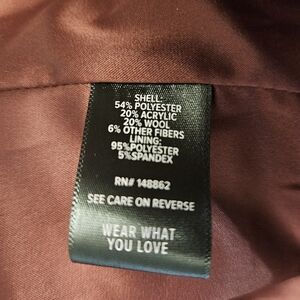 SHELL:
54% POLYESTER
20% ACRYLIC
20% WOOL
6% OTHER FIBERS
LINING:
95%POLYESTER
5%SPANDEX
RN# 148862
SEE CARE ON REVERSE
WEAR WHAT
YOU LOVE